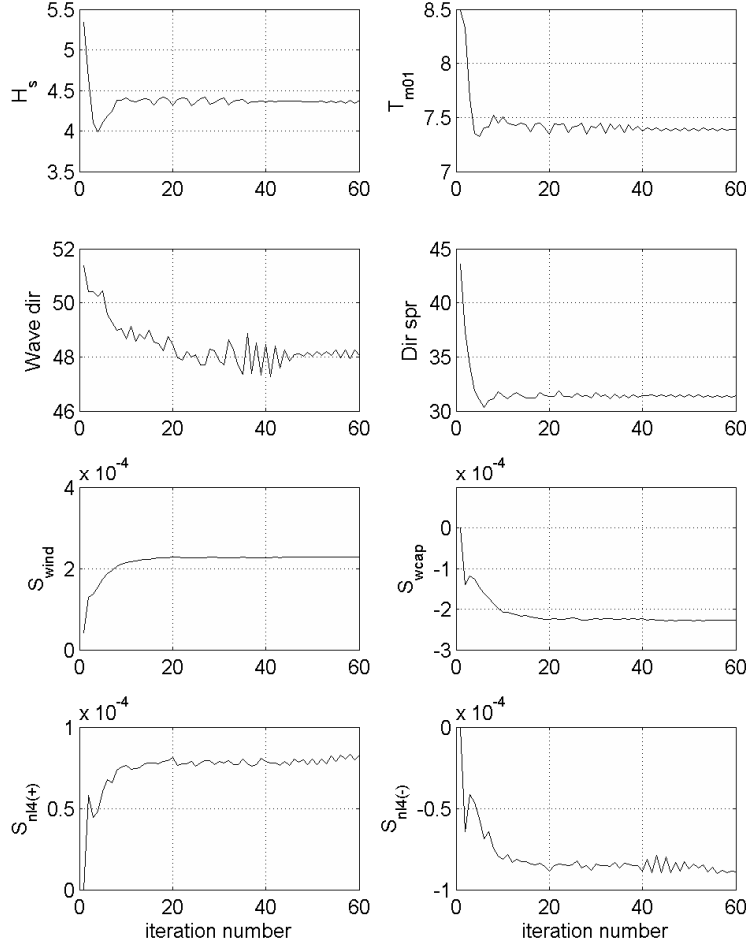 5.5
5
4.5
4
3.5
H_s
0 20 40 60
8.5
8
7.5
7
T_m01
0 20 40 60
52
50
48
46
Wave dir
0 20 40 60
45
40
35
30
Dir spr
0 20 40 60
x 10^-4
4
2
0
S_wind
0 20 40 60
x 10^-4
0
-1
-2
-3
S_wcap
0 20 40 60
x 10^-4
1
0.5
0
S_nl4(+)
0 20 40 60
iteration number
x 10^-4
0
-0.5
-1
S_nl4(-)
0 20 40 60
iteration number